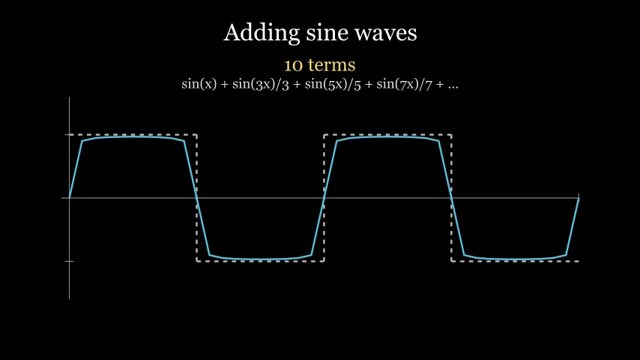 Adding sine waves
10 terms
sin(x) + sin(3x)/3 + sin(5x)/5 + sin(7x)/7 + ...